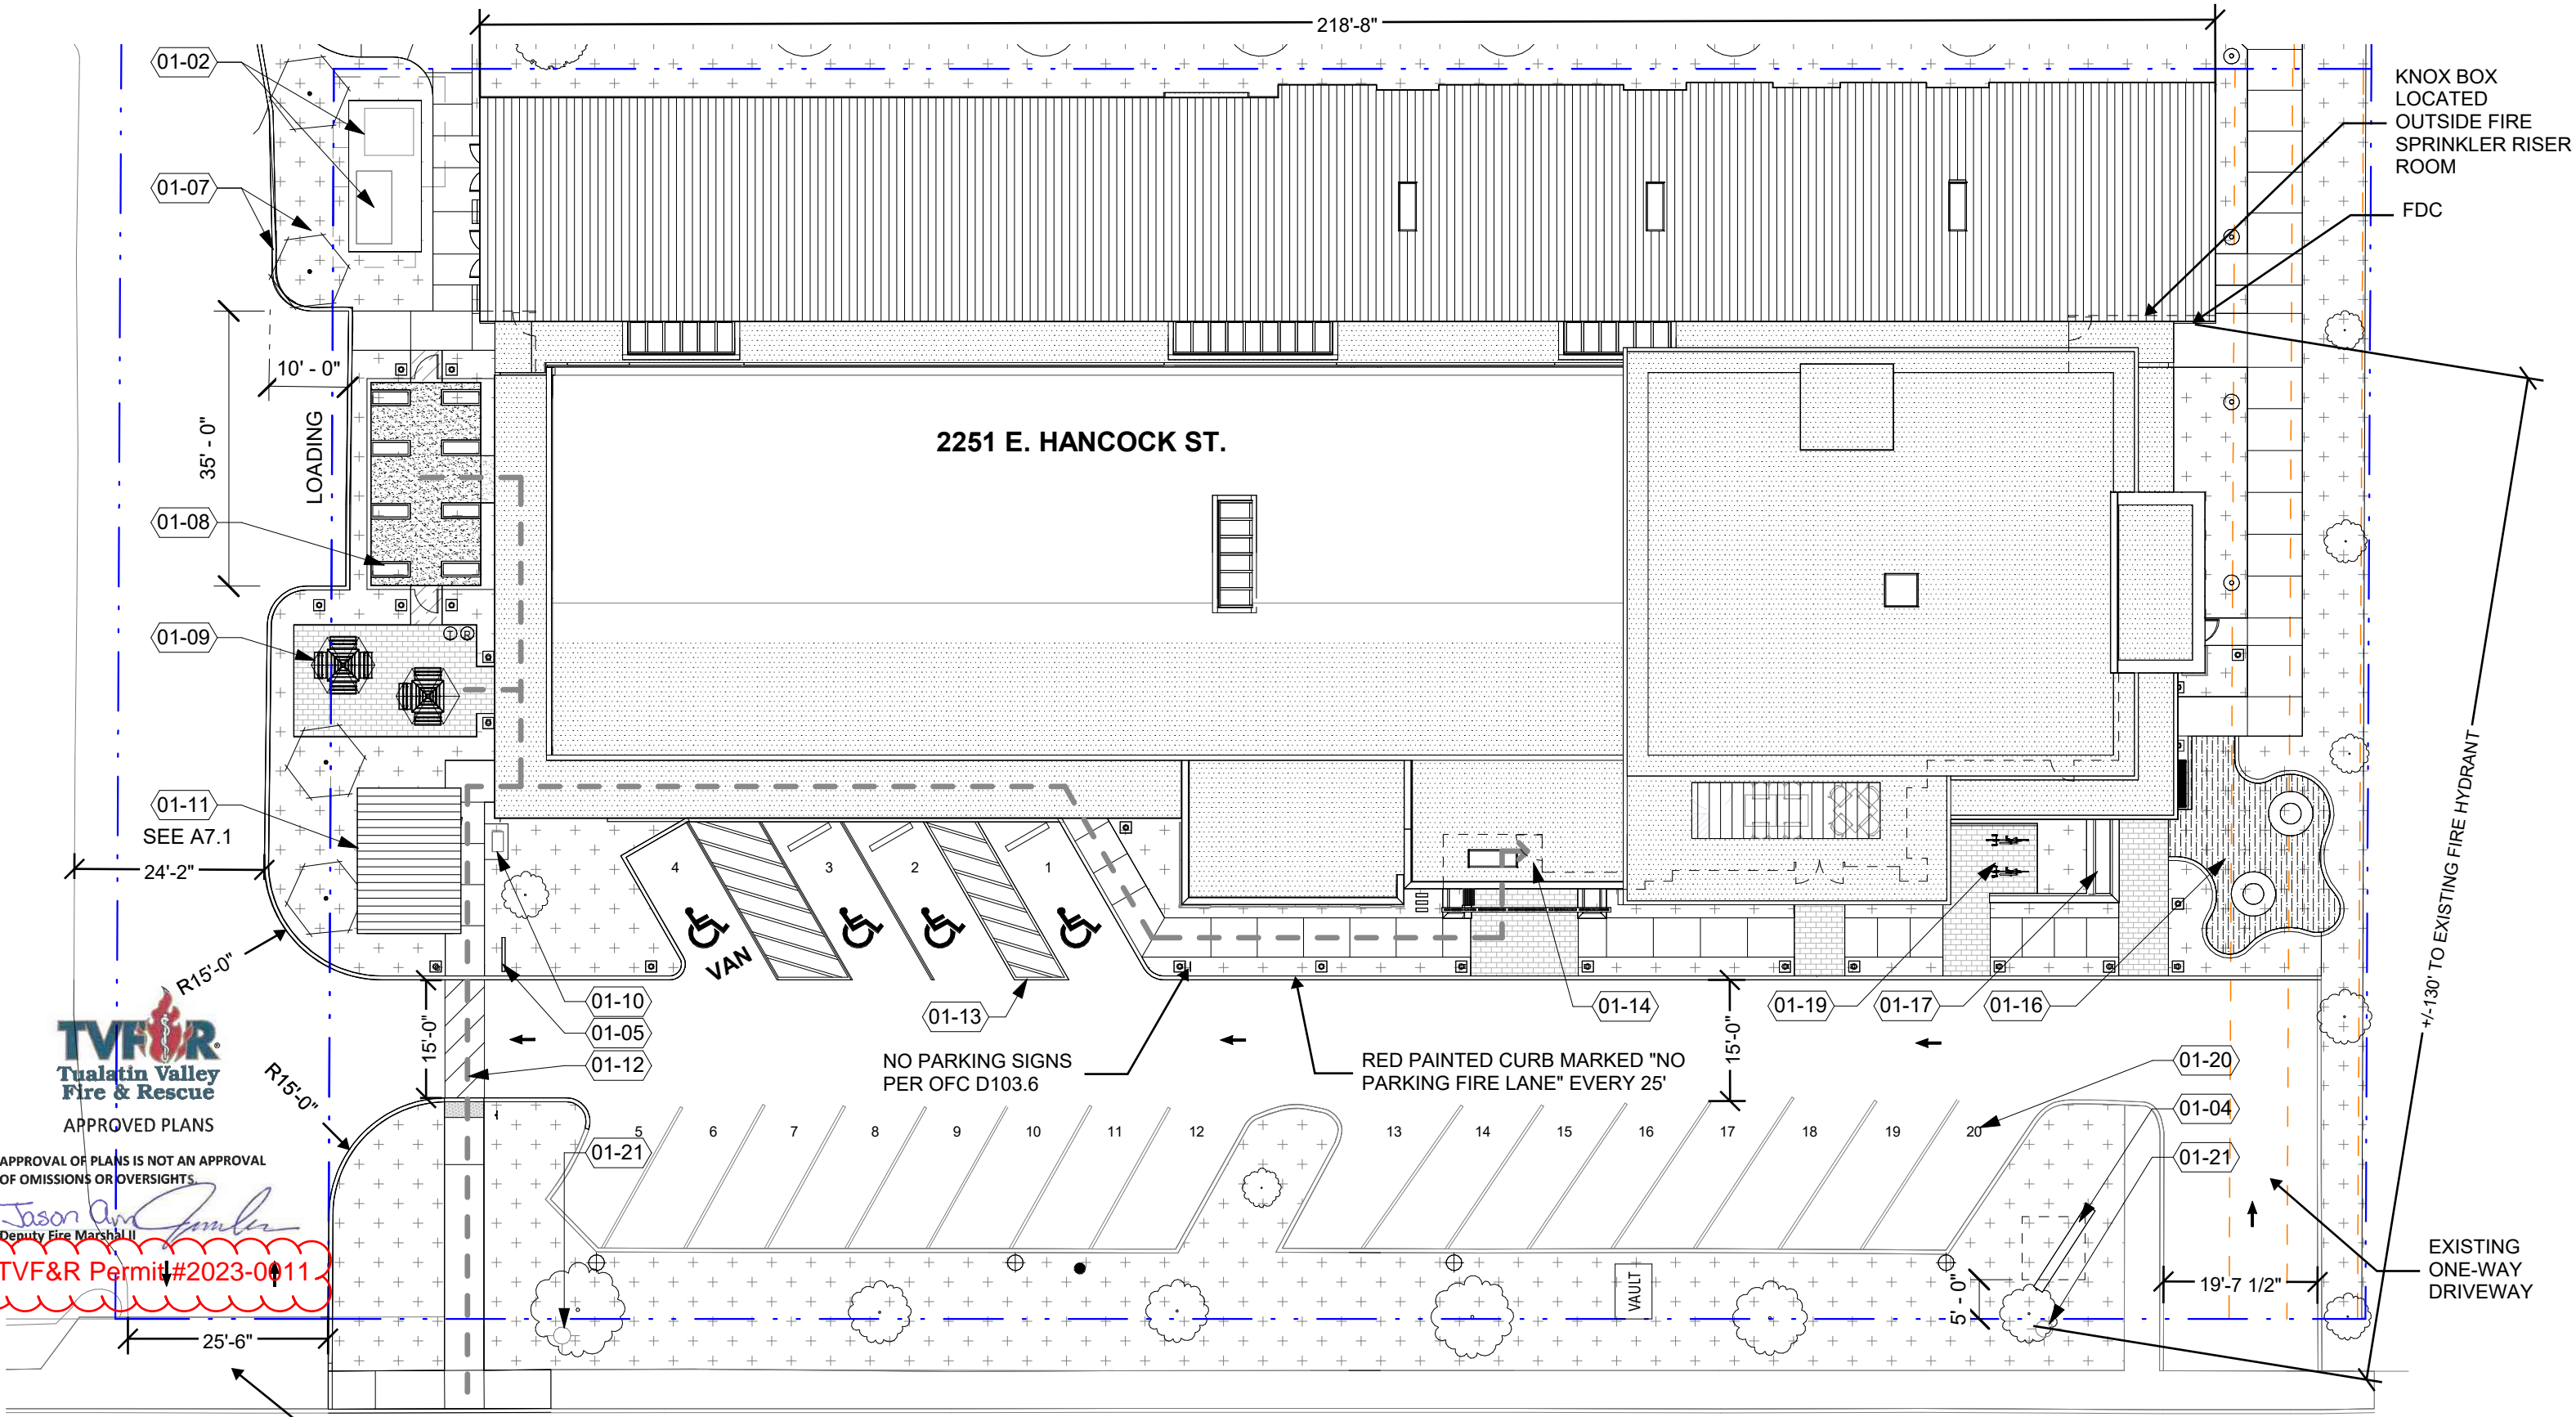 218'-8"
01-02
KNOX BOX
LOCATED
OUTSIDE FIRE
SPRINKLER RISER
ROOM
01-07
FDC
10' - 0"
35' - 0"
LOADING
2251 E. HANCOCK ST.
01-08
01-09
T R
01-11
SEE A7.1
24'-2"
4
3
2
1
VAN
R15'-0"
+/-130' TO EXISTING FIRE HYDRANT
01-10
01-05
01-12
15'-0"
01-13
NO PARKING SIGNS
PER OFC D103.6
RED PAINTED CURB MARKED "NO
PARKING FIRE LANE" EVERY 25'
01-14
15'-0"
01-19
01-17
01-16
01-20
01-04
01-21
TVF&R
Tualatin Valley
Fire & Rescue
APPROVED PLANS
R15'-0"
APPROVAL OF PLANS IS NOT AN APPROVAL
OF OMISSIONS OR OVERSIGHTS.
Jason
Deputy Fire Marshal II
TVF&R Permit #2023-0011
01-21
5
6
7
8
9
10
11
12
13
14
15
16
17
18
19
20
VAULT
5' - 0"
19'-7 1/2"
EXISTING
ONE-WAY
DRIVEWAY
25'-6"